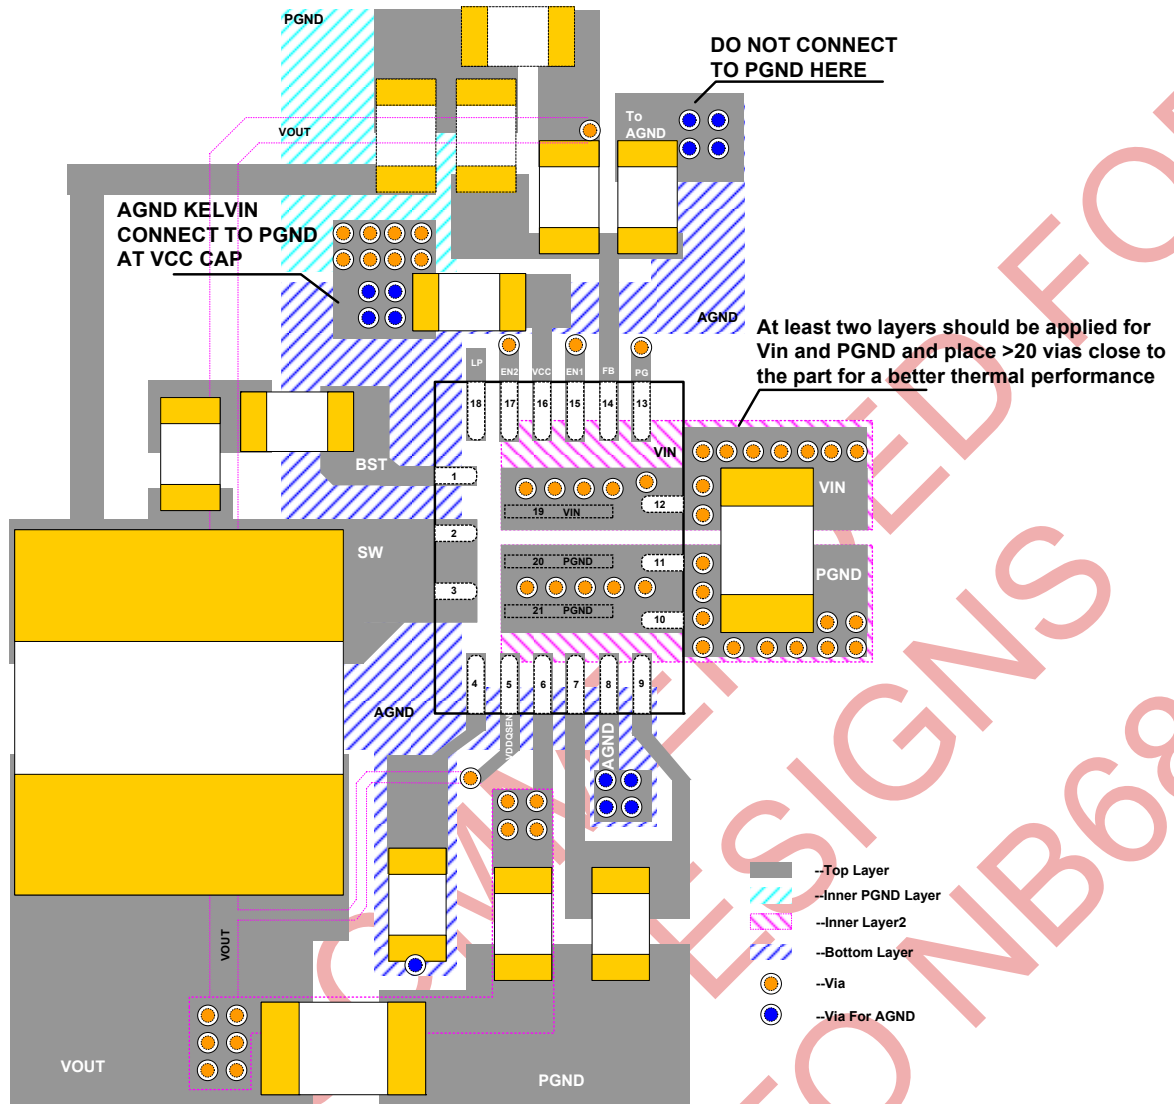 PGND
DO NOT CONNECT
TO PGND HERE
To
AGND
VOUT
AGND KELVIN
CONNECT TO PGND
AT VCC CAP
AGND
At least two layers should be applied for
Vin and PGND and place >20 vias close to
the part for a better thermal performance
LP
EN2
VCC
EN1
FB
PG
18
17
16
15
14
13
BST
1
VIN
VIN
12
19 VIN
SW
2
20 PGND
11
PGND
3
21 PGND
10
4
5
6
7
8
9
AGND
VDDQSEN
AGND
--Top Layer
--Inner PGND Layer
--Inner Layer2
--Bottom Layer
--Via
--Via For AGND
VOUT
VOUT
PGND
ESIGNS
NB68